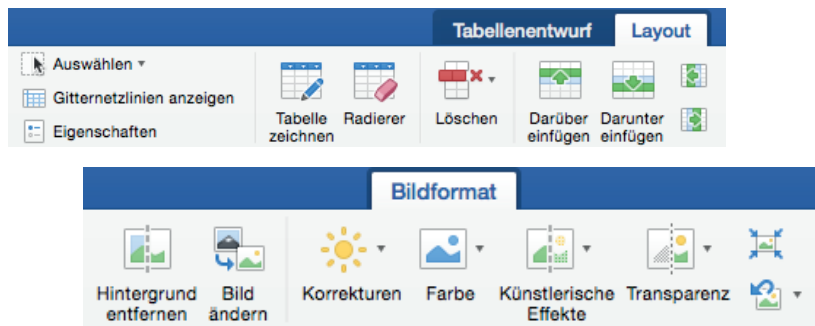 Tabellenentwurf Layout
Auswählen
Gitternetzlinien anzeigen
Eigenschaften
Tabelle zeichnen
Radierer
Löschen
Darüber einfügen
Darunter einfügen
Bildformat
Hintergrund entfernen
Bild ändern
Korrekturen
Farbe
Künstlerische Effekte
Transparenz